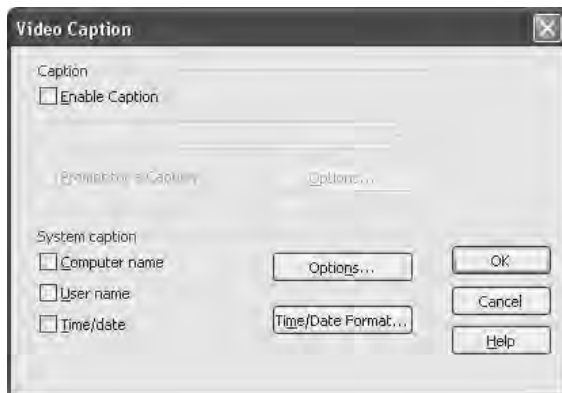 Video Caption
Caption
Enable Caption
Prompt for a Caption
Options...
System caption
Computer name
Options...
OK
User name
Cancel
Time/date
Time/Date Format...
Help